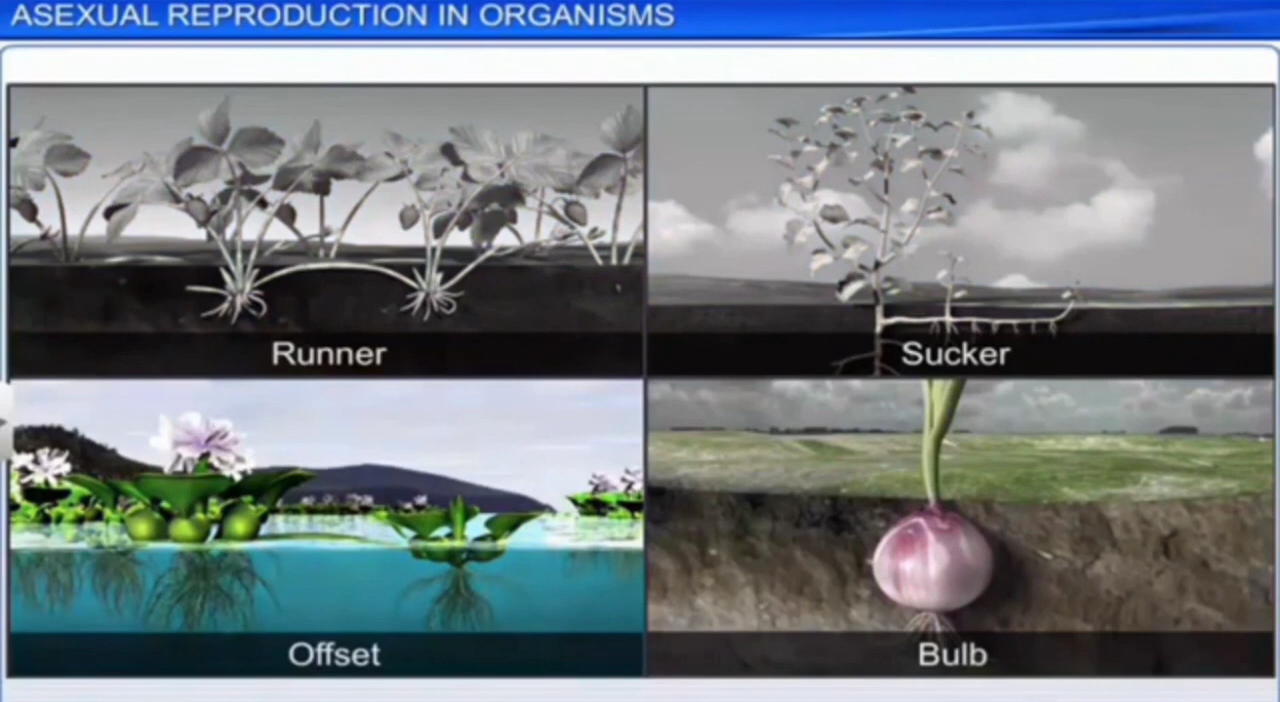 ASEXUAL REPRODUCTION IN ORGANISMS
Runner
Sucker
Offset
Bulb